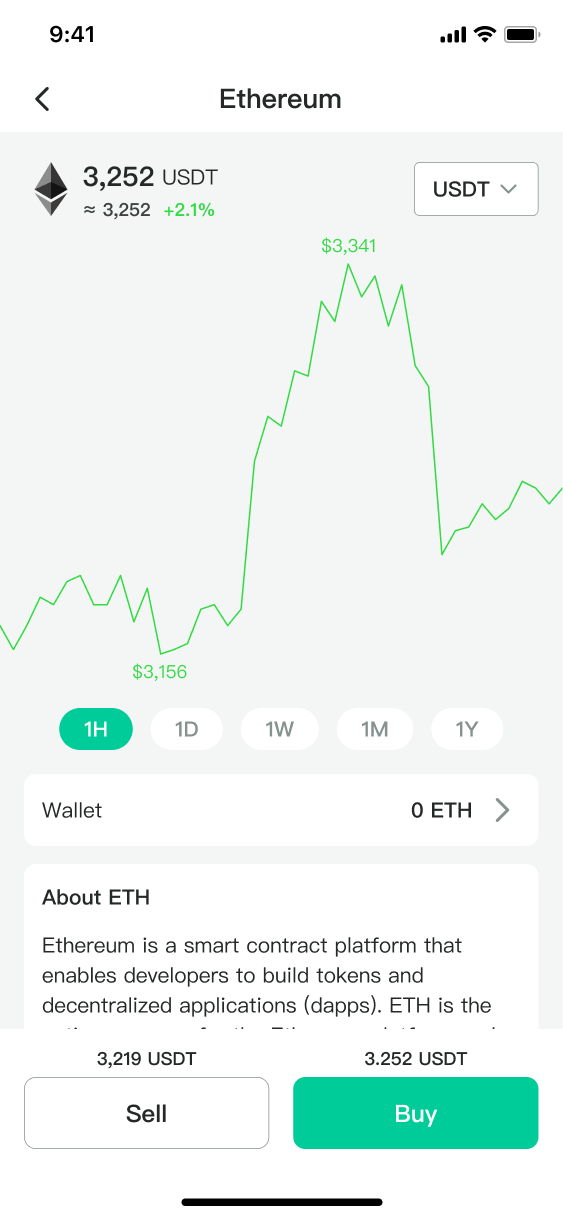 9:41
Ethereum
3,252 USDT
≈ 3,252 +2.1%
USDT
$3,341
$3,156
1H 1D 1W 1M 1Y
Wallet 0 ETH
About ETH
Ethereum is a smart contract platform that
enables developers to build tokens and
decentralized applications (dapps). ETH is the
3,219 USDT 3.252 USDT
Sell Buy